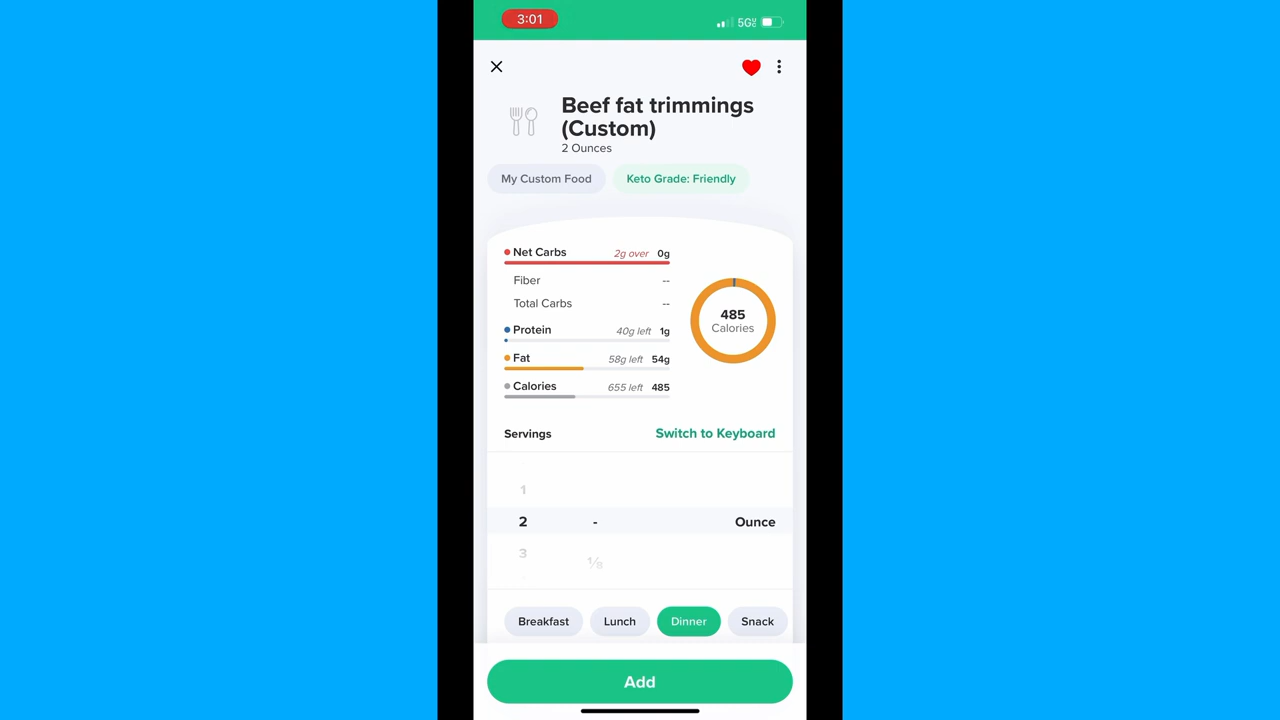 3:01
5G
Beef fat trimmings
(Custom)
2 Ounces
My Custom Food
Keto Grade: Friendly
Net Carbs 2g over 0g
Fiber --
Total Carbs --
Protein 40g left 1g
Fat 58g left 54g
Calories 655 left 485
485
Calories
Servings
Switch to Keyboard
1
2 - Ounce
3 1/8
Breakfast Lunch Dinner Snack
Add